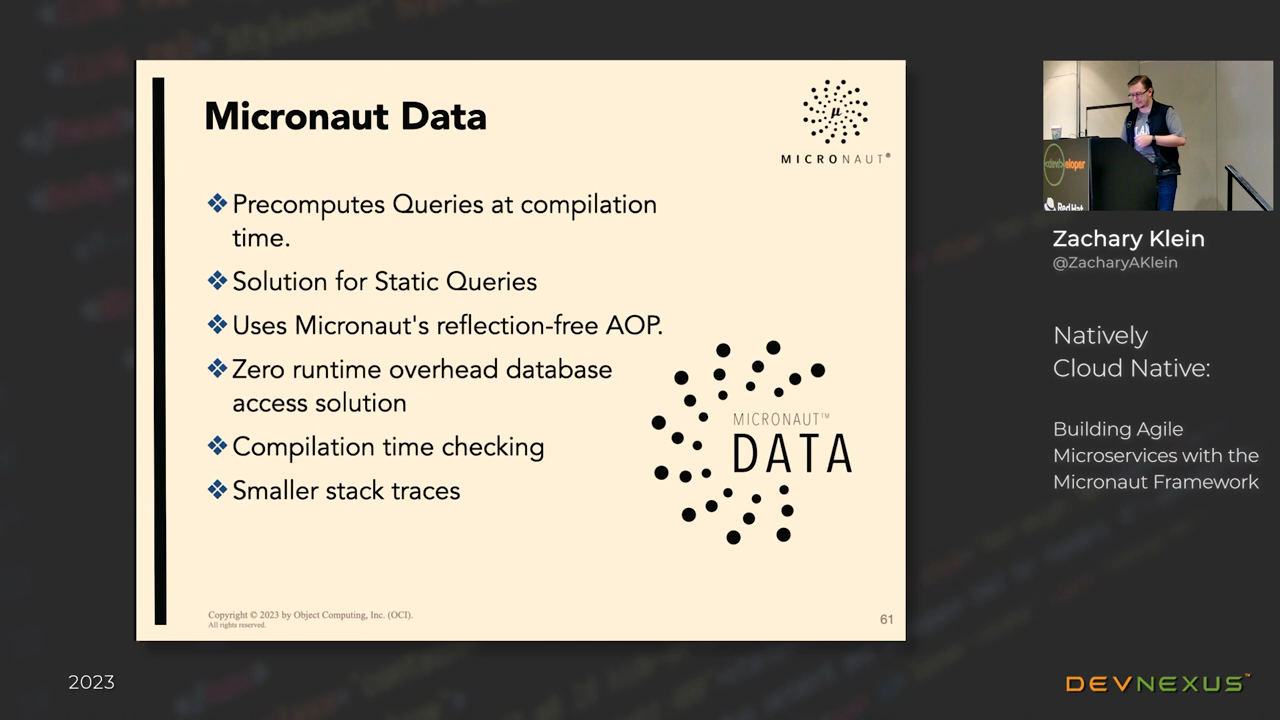 Micronaut Data
μ
MICRONAUT®
❖ Precomputes Queries at compilation
time.
❖ Solution for Static Queries
❖ Uses Micronaut's reflection-free AOP.
❖ Zero runtime overhead database
access solution
❖ Compilation time checking
❖ Smaller stack traces
MICRONAUT™
DATA
Copyright © 2023 by Object Computing, Inc. (OCI).
All rights reserved.
61
Red Hat
Zachary Klein
@ZacharyAKlein
Natively
Cloud Native:
Building Agile
Microservices with the
Micronaut Framework
2023
DEVNEXUS™